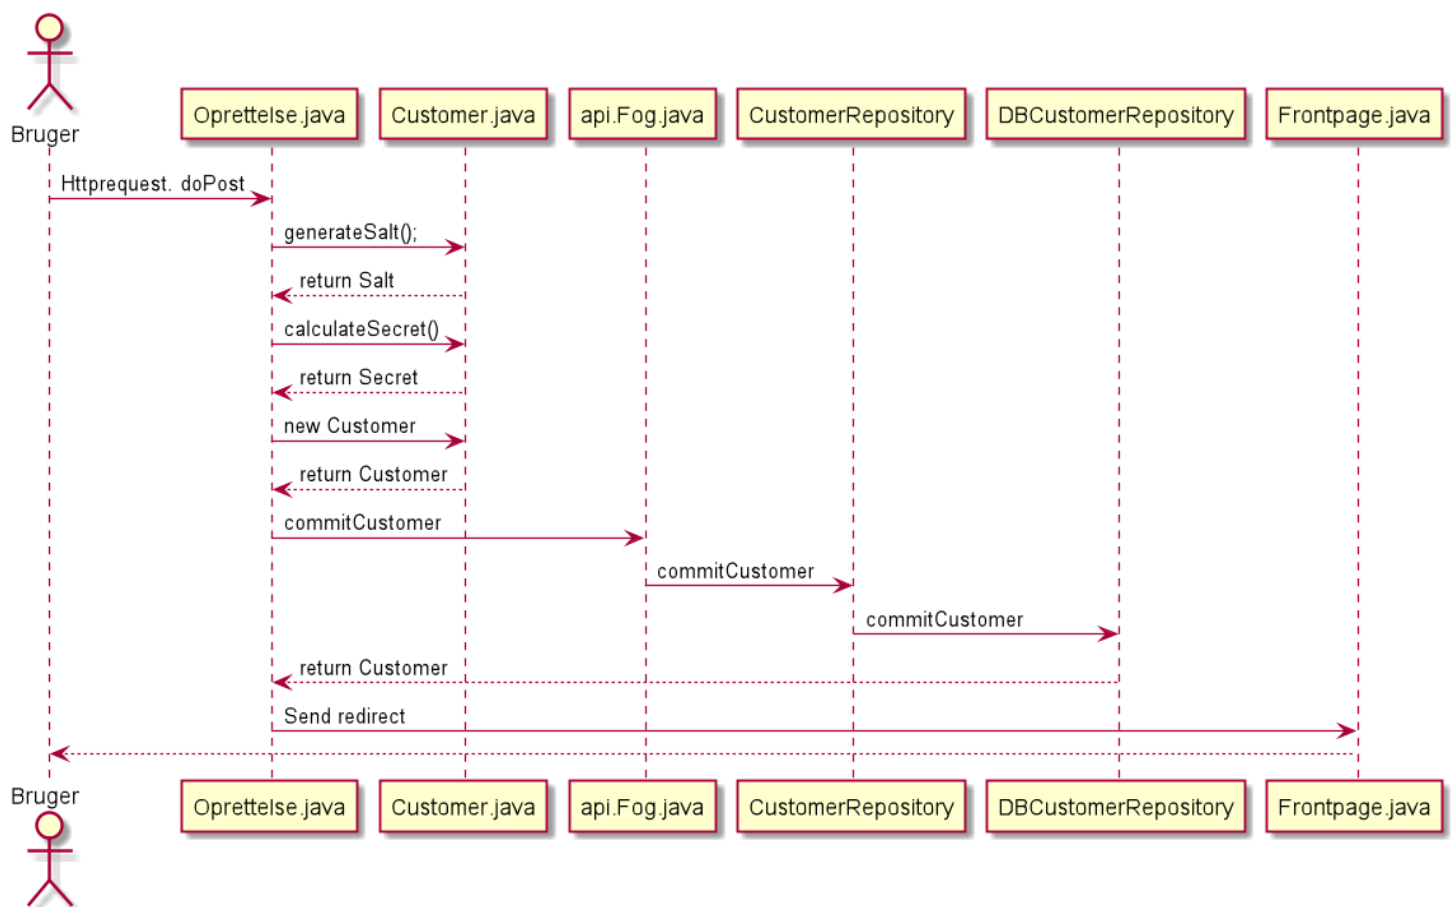 Bruger
Oprettelse.java
Customer.java
api.Fog.java
CustomerRepository
DBCustomerRepository
Frontpage.java
Httprequest. doPost
generateSalt();
return Salt
calculateSecret()
return Secret
new Customer
return Customer
commitCustomer
commitCustomer
commitCustomer
return Customer
Send redirect
Bruger
Oprettelse.java
Customer.java
api.Fog.java
CustomerRepository
DBCustomerRepository
Frontpage.java